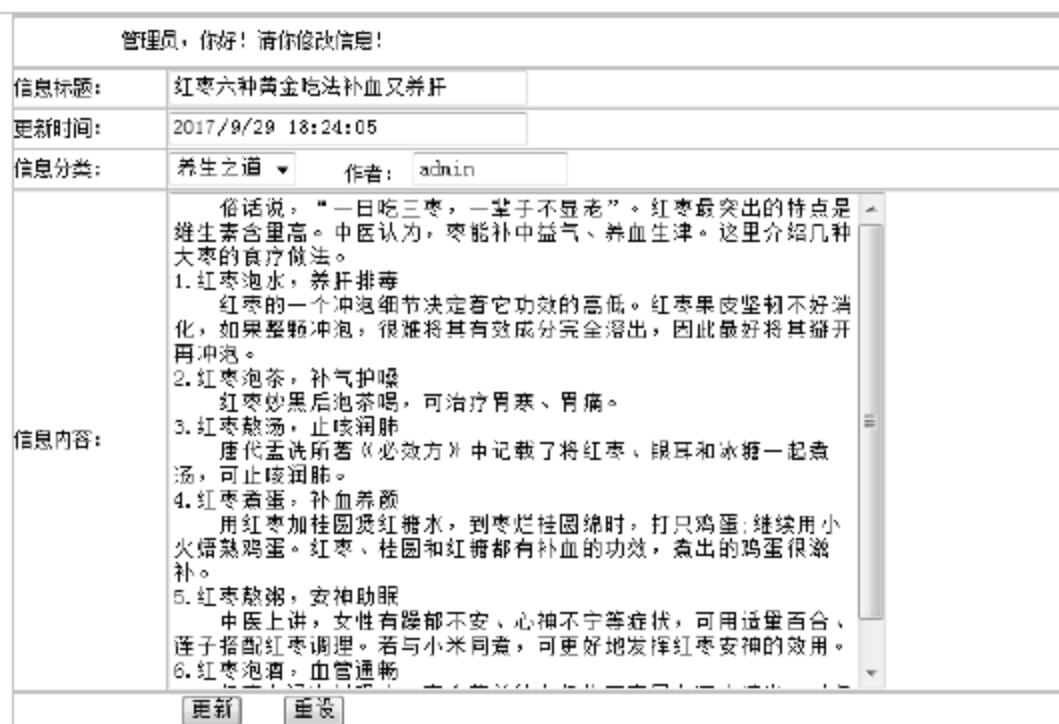 管理员，你好！请你修改信息！
信息标题： 红枣六种黄金吃法补血又养肝
更新时间： 2017/9/29 18:24:05
信息分类： 养生之道 作者： admin
信息内容：
俗话说，“一日吃三枣，一辈子不显老”。红枣最突出的特点是
维生素含量高。中医认为，枣能补中益气、养血生津。这里介绍几种
大枣的食疗做法。
1.红枣泡水，养肝排毒
红枣的一个冲泡细节决定着它功效的高低。红枣果皮坚韧不好消
化，如果整颗冲泡，很难将其有效成分完全溶出，因此最好将其掰开
再冲泡。
2.红枣泡茶，补气护嗓
红枣炒黑后泡茶喝，可治疗胃寒、胃痛。
3.红枣熬汤，止咳润肺
唐代孟诜所著《必效方》中记载了将红枣、银耳和冰糖一起煮
汤，可止咳润肺。
4.红枣煮蛋，补血养颜
用红枣加桂圆煲红糖水，到枣烂桂圆绵时，打只鸡蛋;继续用小
火焐熟鸡蛋。红枣、桂圆和红糖都有补血的功效，煮出的鸡蛋很滋
补。
5.红枣熬粥，安神助眠
中医上讲，女性有躁郁不安、心神不宁等症状，可用适量百合、
莲子搭配红枣调理。若与小米同煮，可更好地发挥红枣安神的效用。
6.红枣泡酒，血管通畅
更新 重设